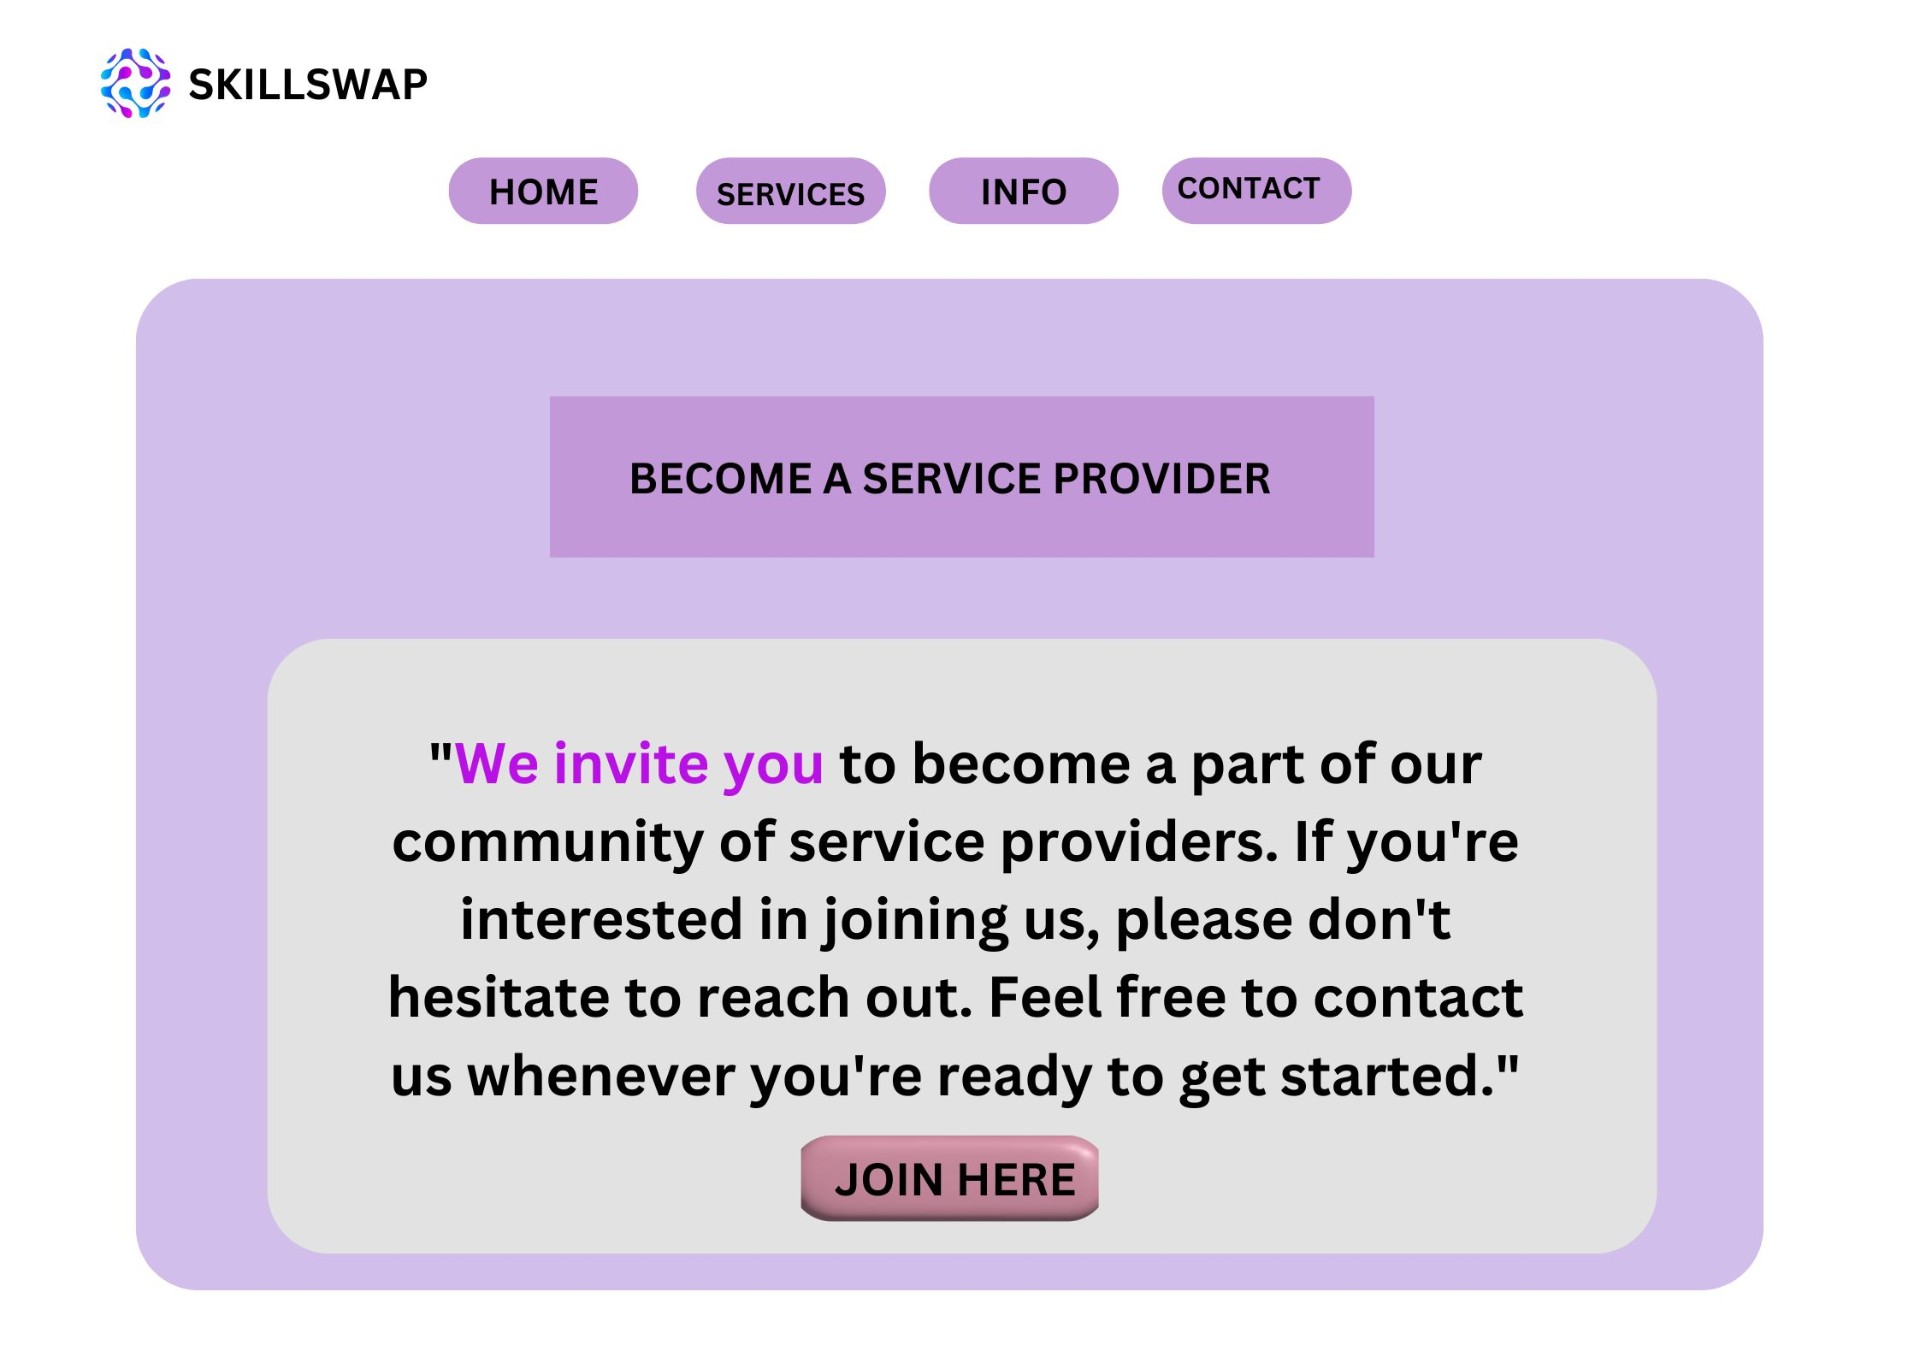 SKILLSWAP
HOME
SERVICES
INFO
CONTACT
BECOME A SERVICE PROVIDER
"We invite you to become a part of our
community of service providers. If you're
interested in joining us, please don't
hesitate to reach out. Feel free to contact
us whenever you're ready to get started."
JOIN HERE